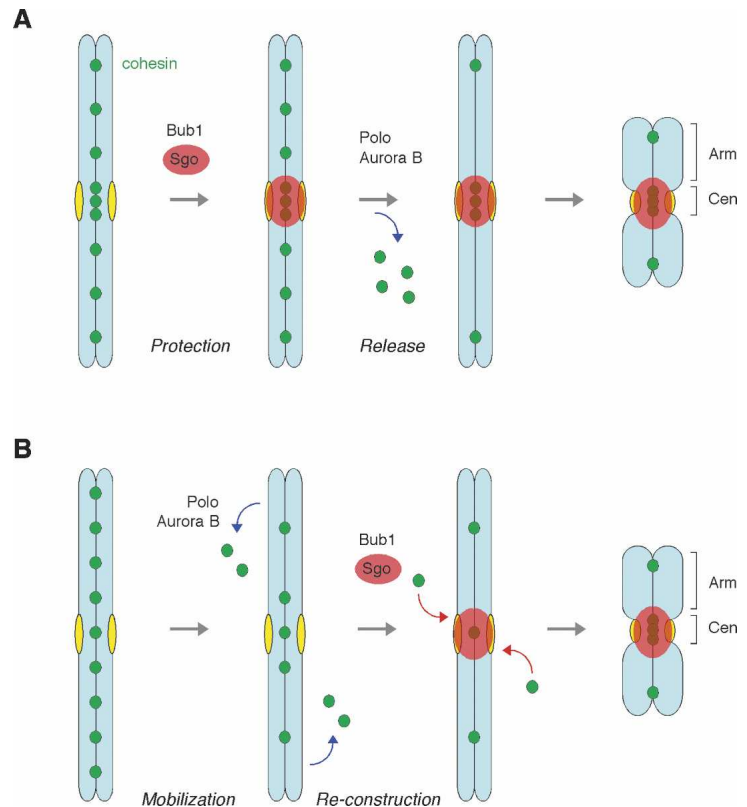 A
cohesin
Bub1
Sgo
Polo
Aurora B
Arm
Cen
Protection
Release
B
Polo
Aurora B
Bub1
Sgo
Arm
Cen
Mobilization
Re-construction